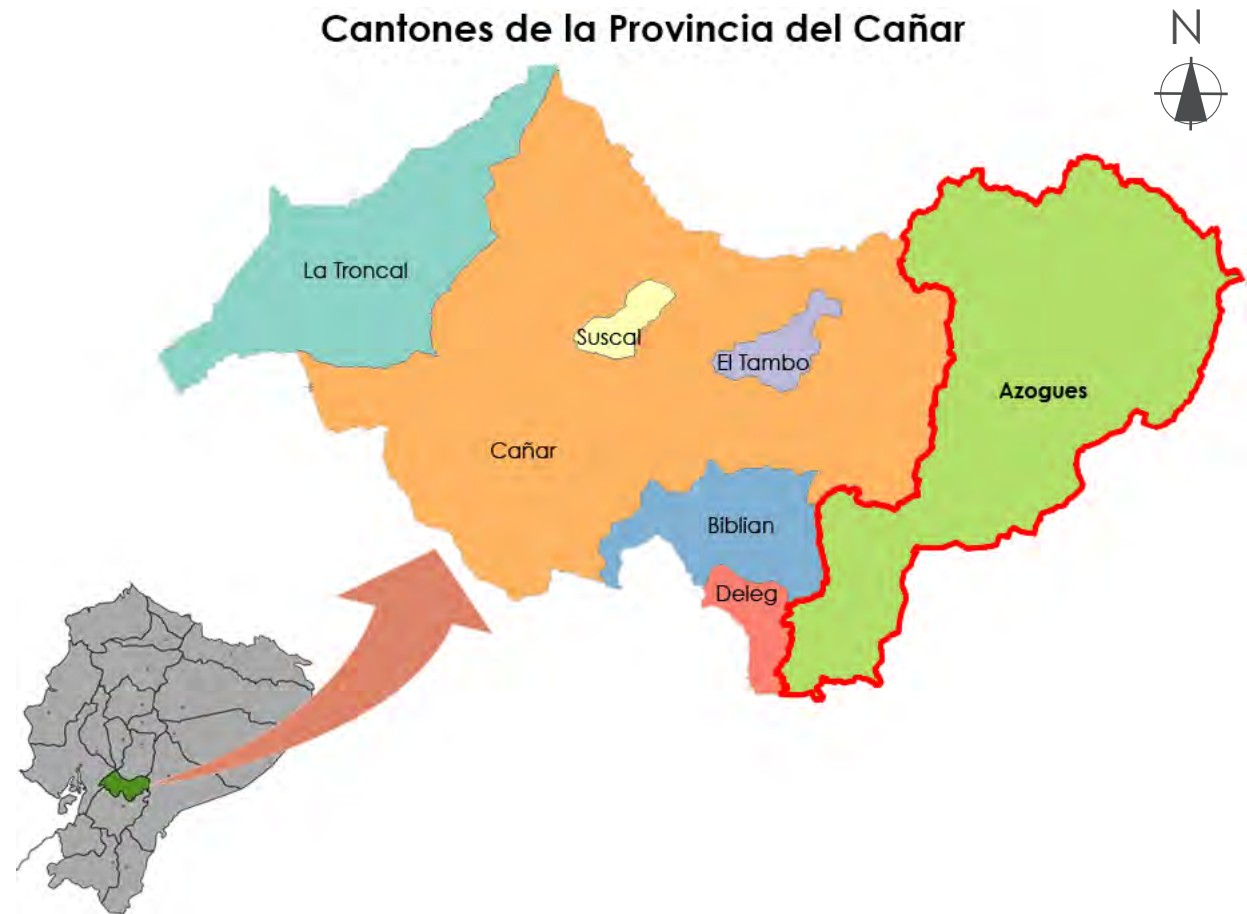 Cantones de la Provincia del Cañar
N
La Troncal
Suscal
El Tambo
Azogues
Cañar
Biblian
Deleg